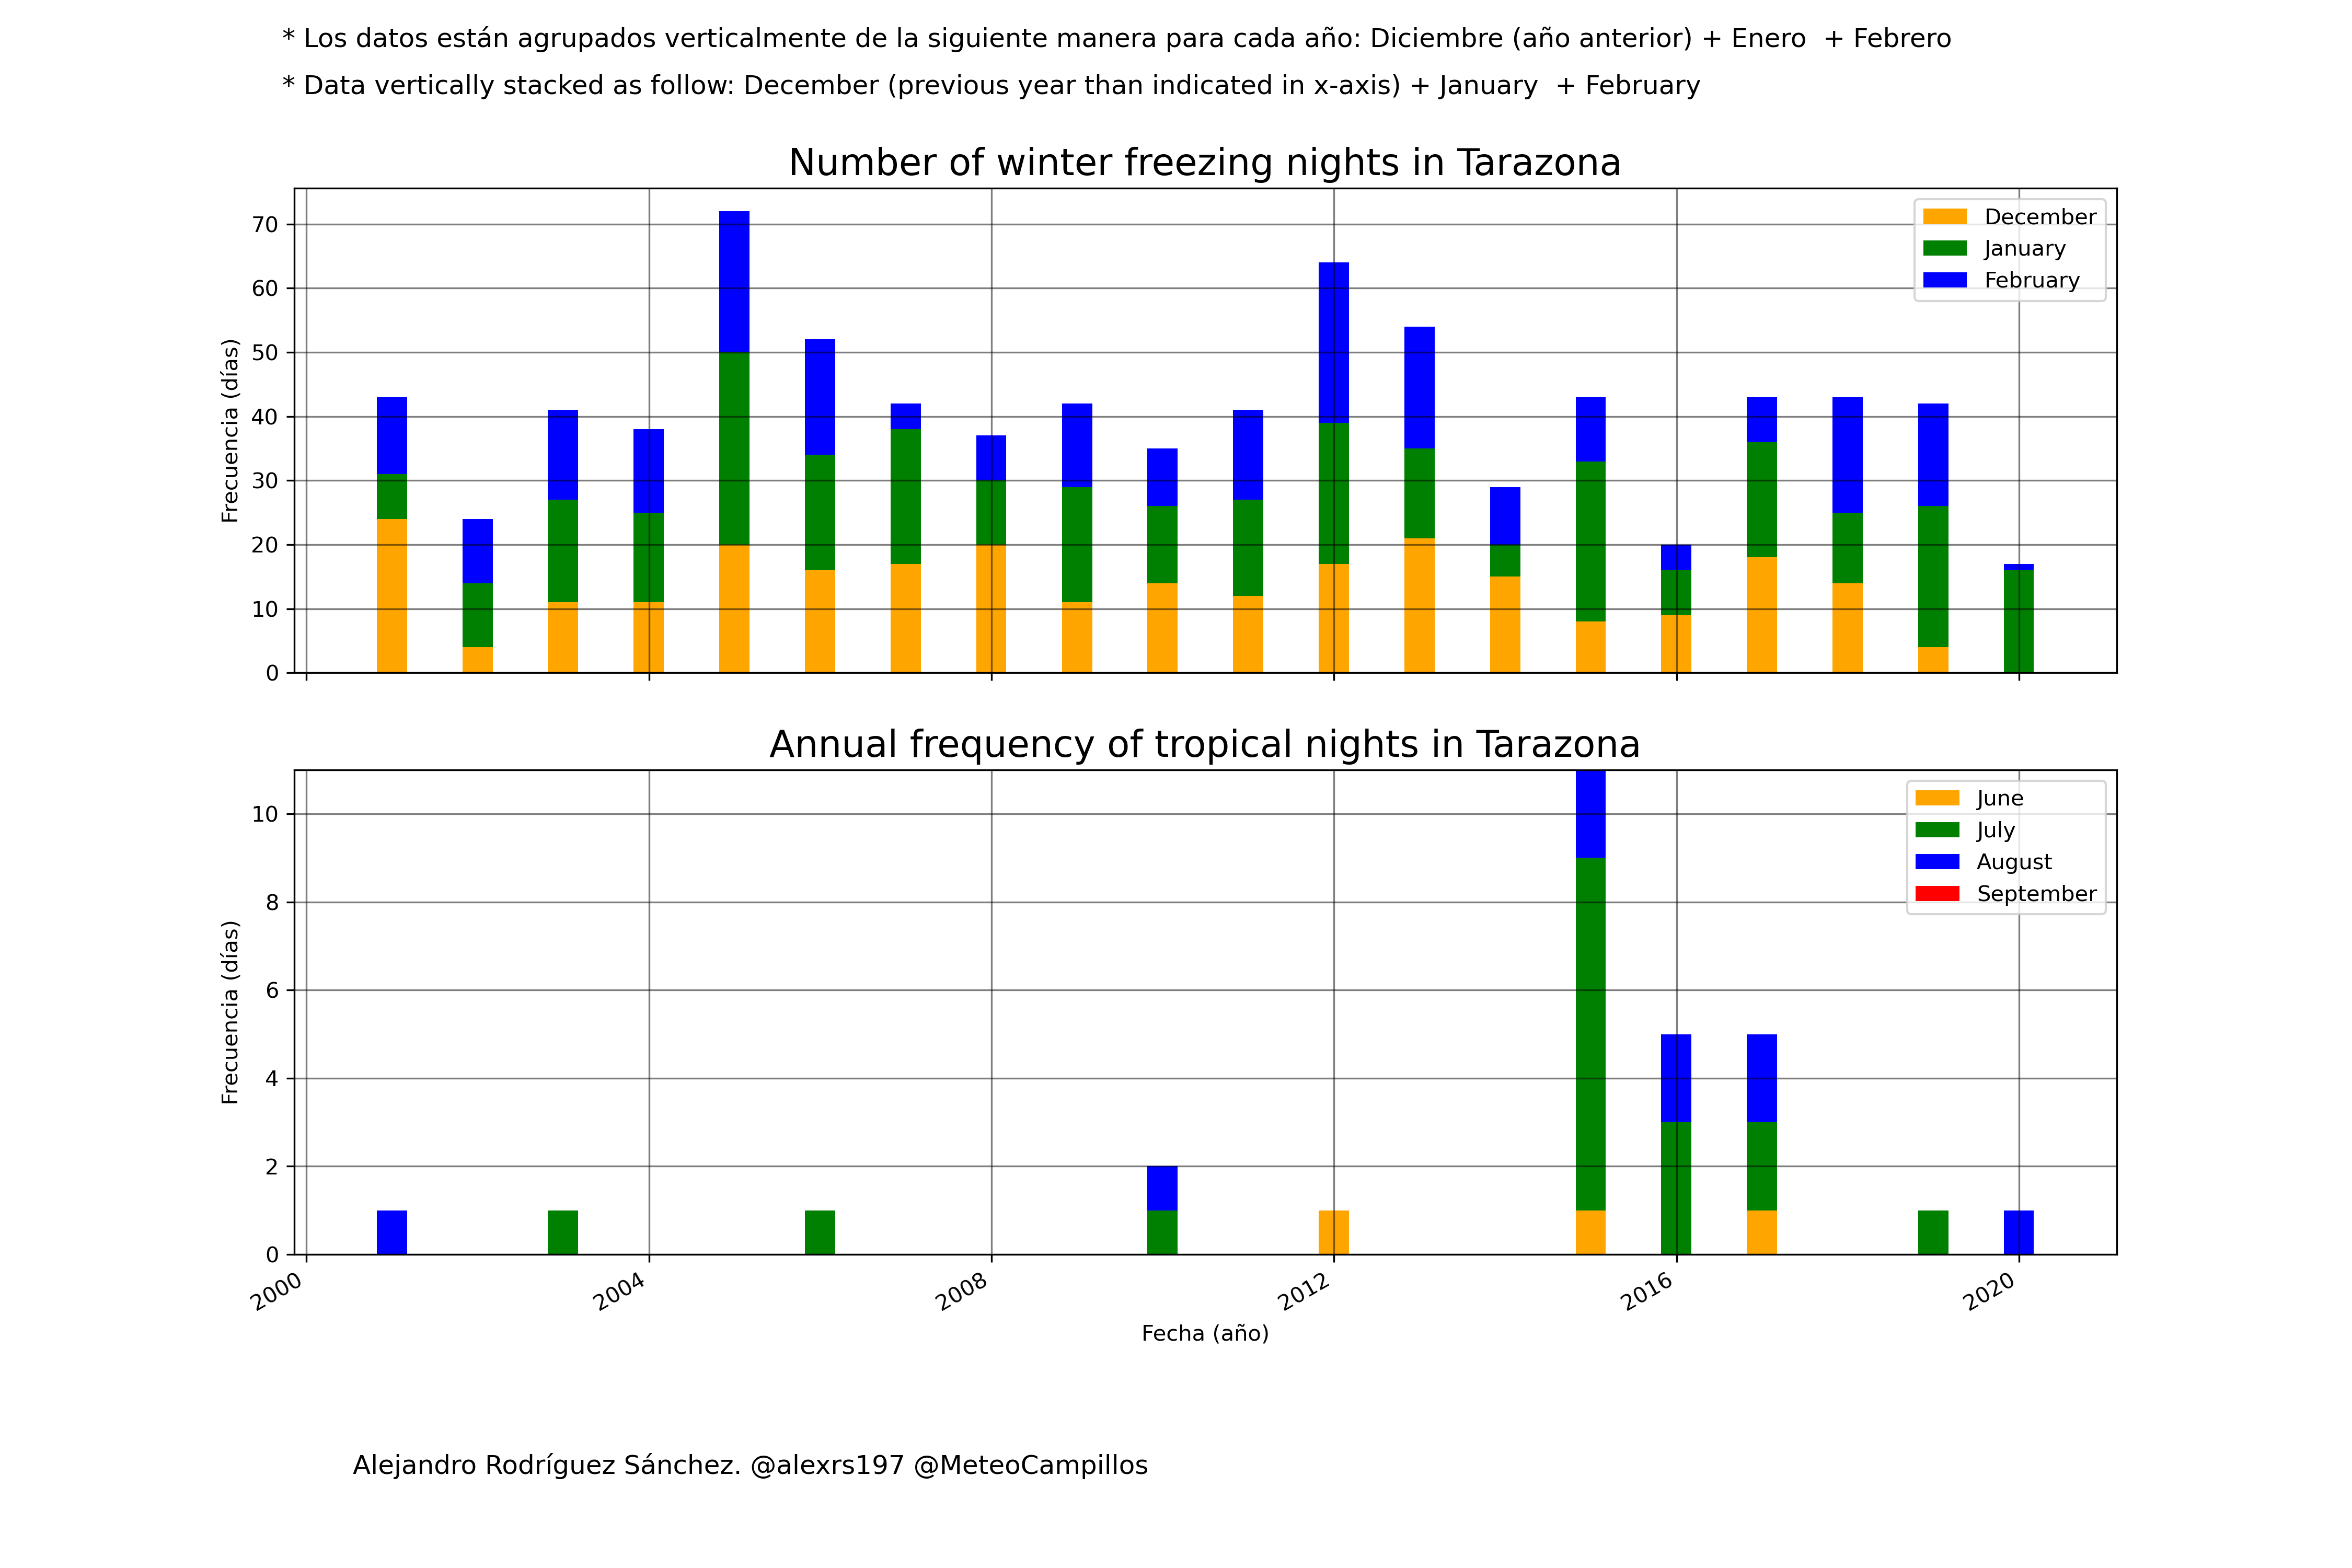 * Los datos están agrupados verticalmente de la siguiente manera para cada año: Diciembre (año anterior) + Enero  + Febrero
* Data vertically stacked as follow: December (previous year than indicated in x-axis) + January  + February
Number of winter freezing nights in Tarazona
70
60
50
40
30
20
10
0
Frecuencia (días)
December
January
February
Annual frequency of tropical nights in Tarazona
10
8
6
4
2
0
Frecuencia (días)
June
July
August
September
2000
2004
2008
2012
2016
2020
Fecha (año)
Alejandro Rodríguez Sánchez. @alexrs197 @MeteoCampillos